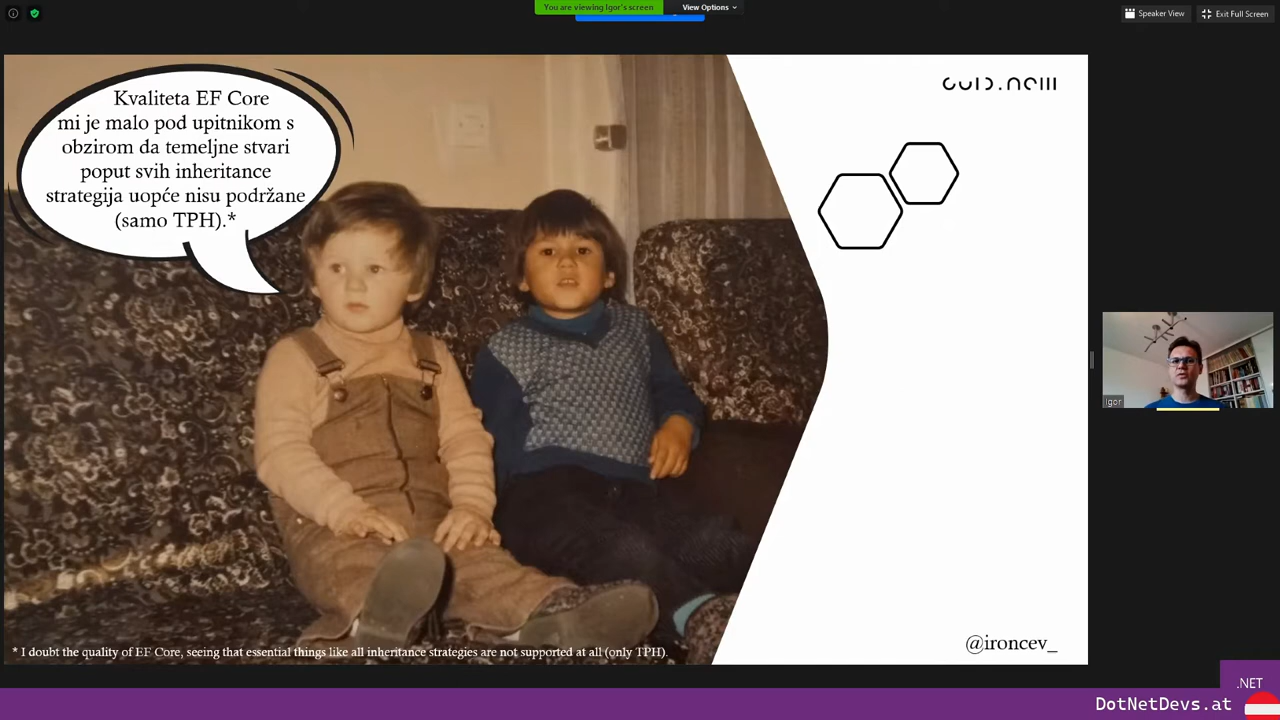 You are viewing Igor's screen
View Options
Speaker View
Exit Full Screen
Kvaliteta EF Core
mi je malo pod upitnikom s
obzirom da temeljne stvari
poput svih inheritance
strategija uopće nisu podržane
(samo TPH).*
Igor
* I doubt the quality of EF Core, seeing that essential things like all inheritance strategies are not supported at all (only TPH).
@ironcev_
.NET
DotNetDevs.at